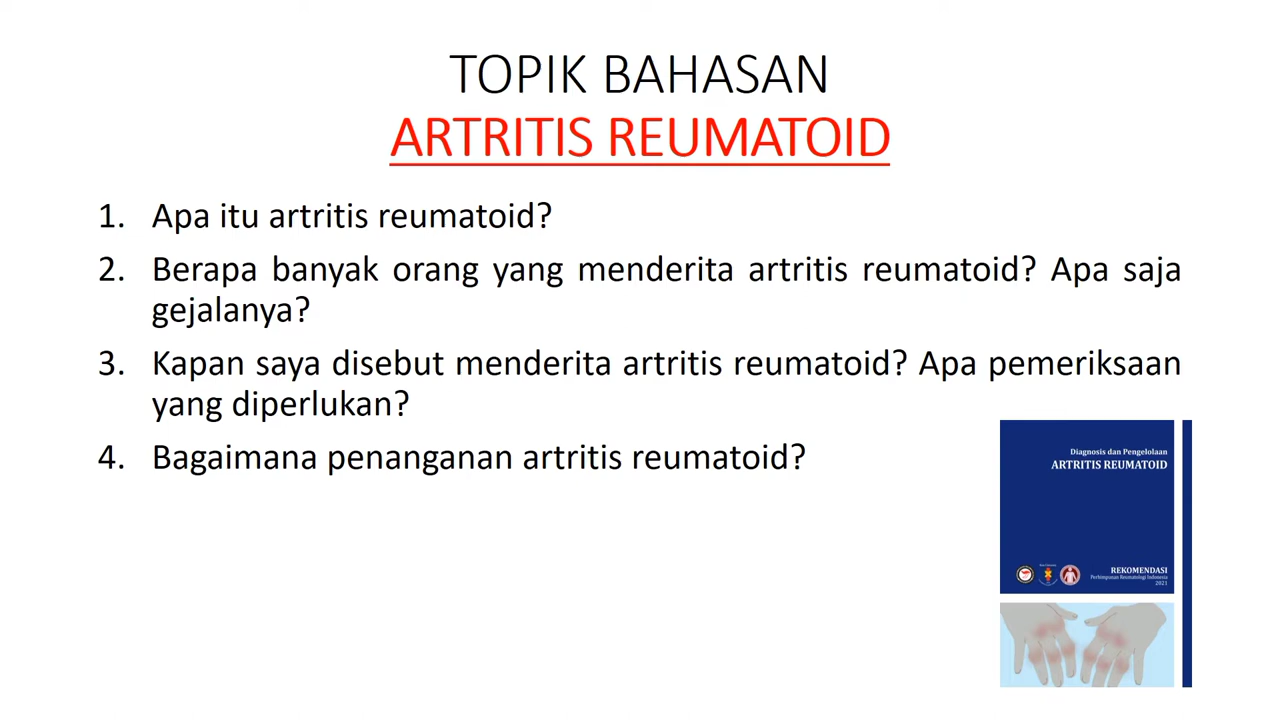 TOPIK BAHASAN
ARTRITIS REUMATOID
1. Apa itu artritis reumatoid?
2. Berapa banyak orang yang menderita artritis reumatoid? Apa saja
gejalanya?
3. Kapan saya disebut menderita artritis reumatoid? Apa pemeriksaan
yang diperlukan?
4. Bagaimana penanganan artritis reumatoid?
Diagnosis dan Pengelolaan
ARTRITIS REUMATOID
REKOMENDASI
Perhimpunan Reumatologi Indonesia
2021